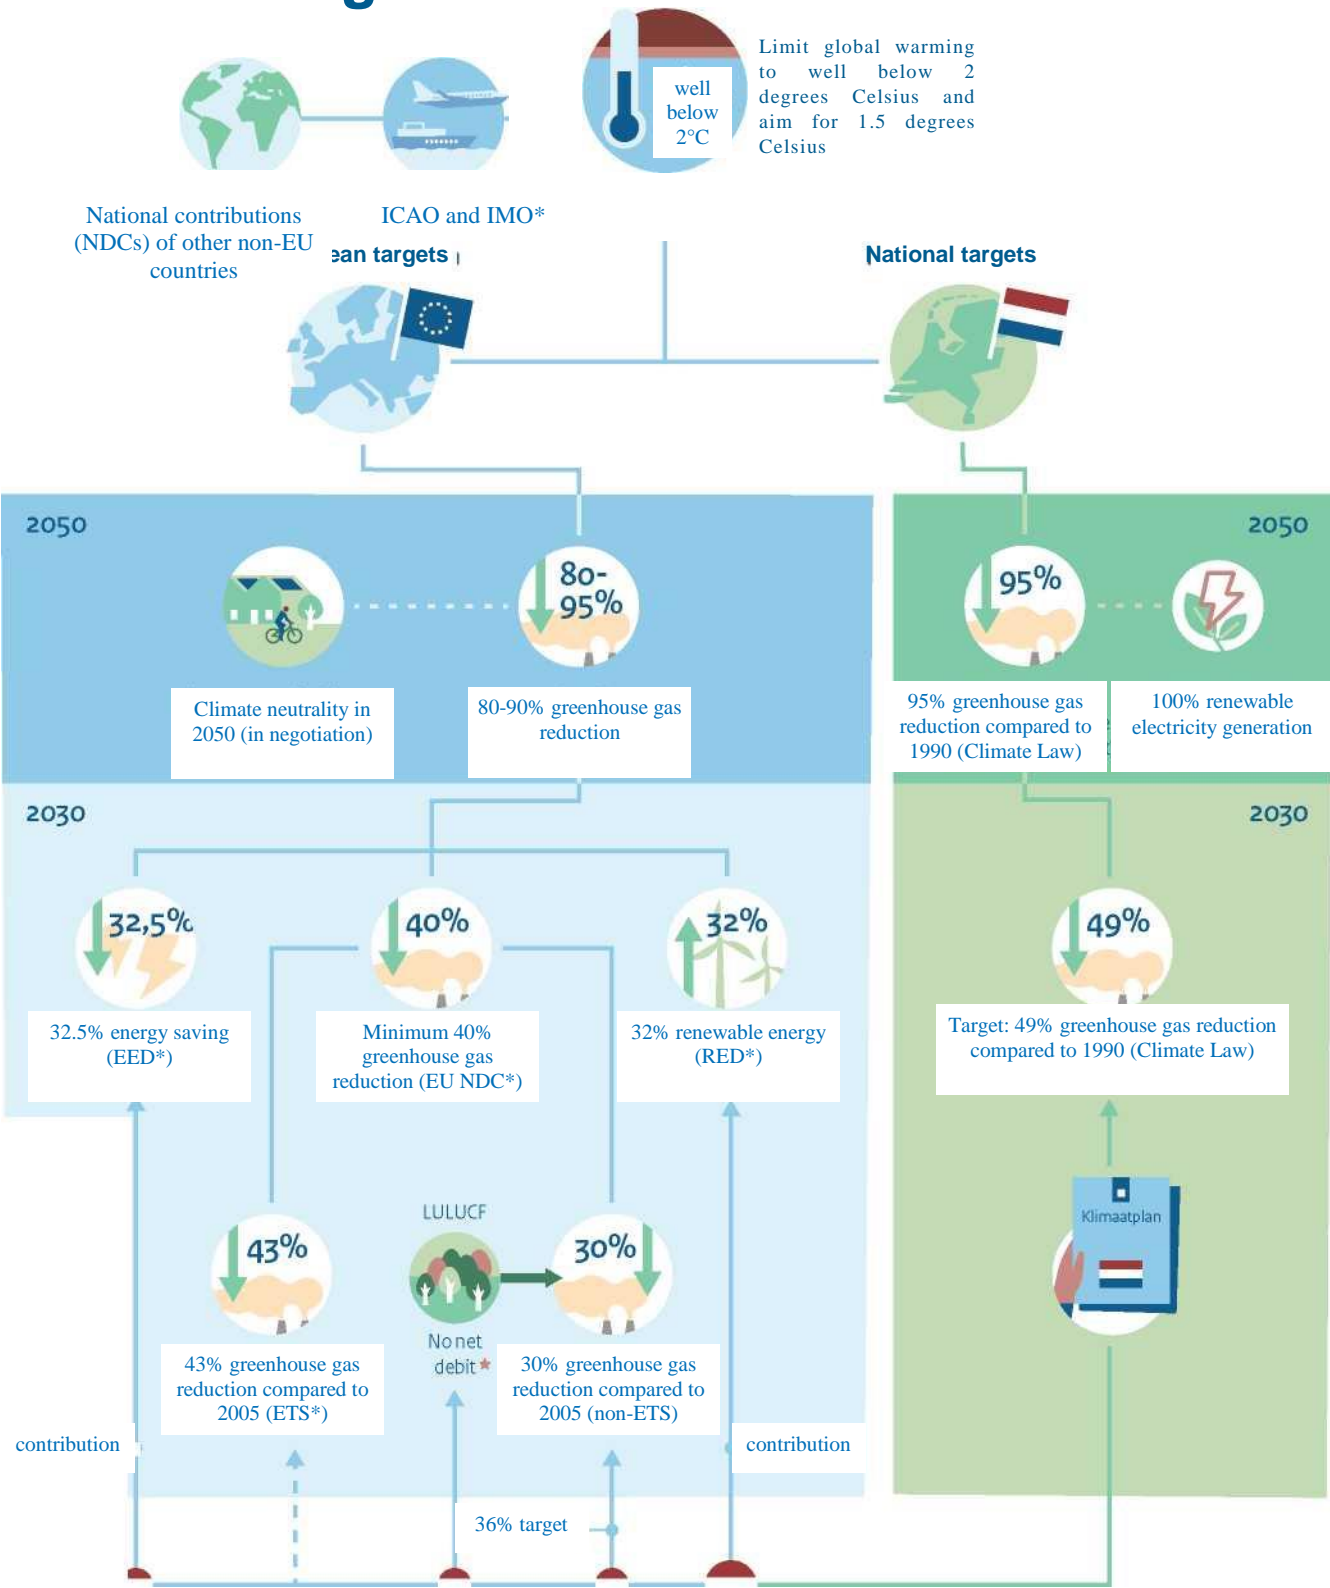 well
below
2°C
Limit global warming
to well below 2
degrees Celsius and
aim for 1.5 degrees
Celsius
National contributions
(NDCs) of other non-EU
countries
ICAO and IMO*
ean targets
National targets
2050
80-
95%
Climate neutrality in
2050 (in negotiation)
80-90% greenhouse gas
reduction
2050
95%
95% greenhouse gas
reduction compared to
1990 (Climate Law)
100% renewable
electricity generation
2030
32,5%
40%
32%
32.5% energy saving
(EED*)
Minimum 40%
greenhouse gas
reduction (EU NDC*)
32% renewable energy
(RED*)
2030
49%
Target: 49% greenhouse gas reduction
compared to 1990 (Climate Law)
Klimaatplan
43%
LULUCF
30%
No net
debit*
43% greenhouse gas
reduction compared to
2005 (ETS*)
30% greenhouse gas
reduction compared to
2005 (non-ETS)
contribution
contribution
36% target